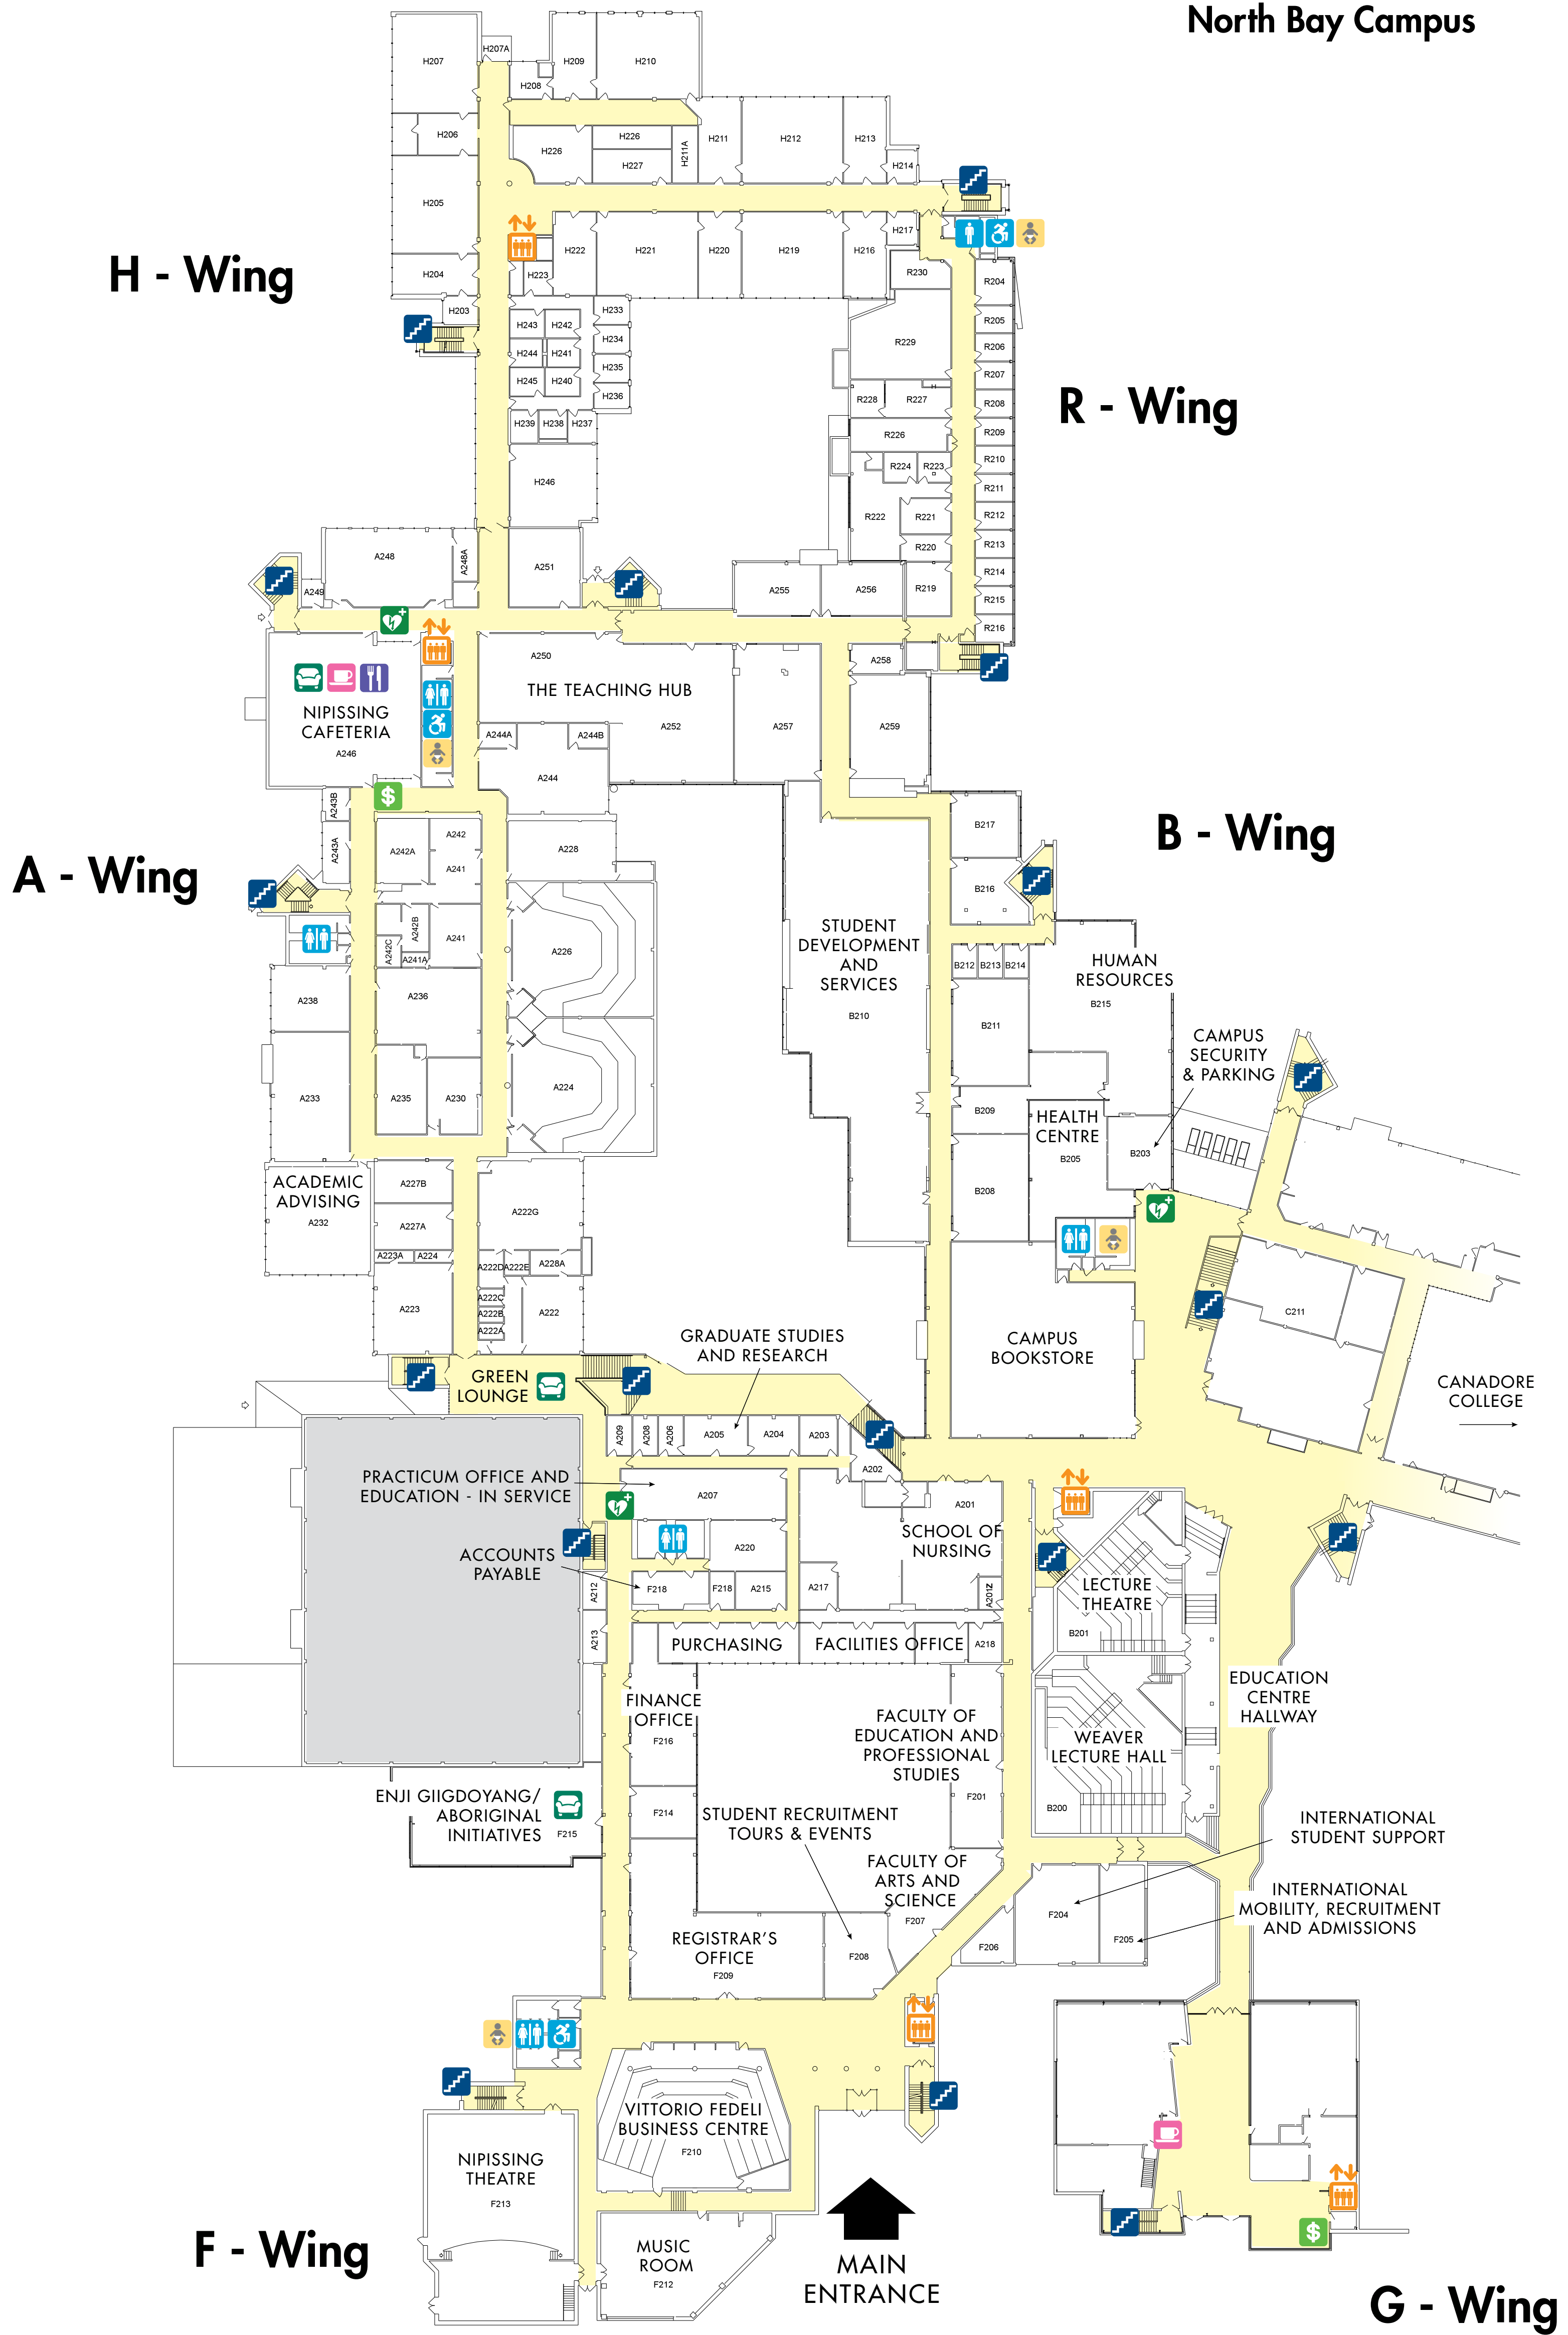 North Bay Campus
H207
H207A
H209
H210
H208
H206
H226
H226
H227
H211A
H211
H212
H213
H214
H205
H204
H203
H222
H221
H220
H219
H216
H217
H223
H - Wing
R230
R204
H233
H243
H242
H234
H244
H241
H235
H245
H240
H236
H239
H238
H237
H246
R205
R229
R206
R207
R228
R227
R208
R - Wing
R226
R209
R224
R223
R210
R211
R222
R221
R212
R220
R213
R214
R219
R215
R216
A248
A248A
A249
A251
A255
A256
A250
A258
THE TEACHING HUB
A252
A257
A259
NIPISSING
CAFETERIA
A246
A244A
A244B
A244
A243B
A243A
A242A
A242
A241
A228
B217
B - Wing
A - Wing
B216
A242B
A242C
A241A
A241
A226
STUDENT
DEVELOPMENT
AND
SERVICES
B210
B212
B213
B214
HUMAN
RESOURCES
B215
A238
A236
B211
CAMPUS
SECURITY
& PARKING
A233
A235
A230
A224
B209
HEALTH
CENTRE
B205
B203
B208
ACADEMIC
ADVISING
A232
A227B
A227A
A222G
A223A
A224
A222D
A222E
A228A
A223
A222C
A222B
A222A
A222
C211
CAMPUS
BOOKSTORE
GRADUATE STUDIES
AND RESEARCH
GREEN
LOUNGE
CANADORE
COLLEGE
A209
A208
A206
A205
A204
A203
A202
PRACTICUM OFFICE AND
EDUCATION - IN SERVICE
A207
A201
SCHOOL OF
NURSING
A220
ACCOUNTS
PAYABLE
F218
F218
A215
A217
A201Z
A212
A213
LECTURE
THEATRE
B201
PURCHASING
FACILITIES OFFICE
A218
FINANCE
OFFICE
F216
FACULTY OF
EDUCATION AND
PROFESSIONAL
STUDIES
F201
WEAVER
LECTURE HALL
B200
EDUCATION
CENTRE
HALLWAY
ENJI GIIGDOYANG/
ABORIGINAL
INITIATIVES
F215
F214
STUDENT RECRUITMENT
TOURS & EVENTS
INTERNATIONAL
STUDENT SUPPORT
FACULTY OF
ARTS AND
SCIENCE
F207
REGISTRAR'S
OFFICE
F209
F208
F206
F204
F205
INTERNATIONAL
MOBILITY, RECRUITMENT
AND ADMISSIONS
VITTORIO FEDELI
BUSINESS CENTRE
F210
NIPISSING
THEATRE
F213
MUSIC
ROOM
F212
MAIN
ENTRANCE
F - Wing
G - Wing